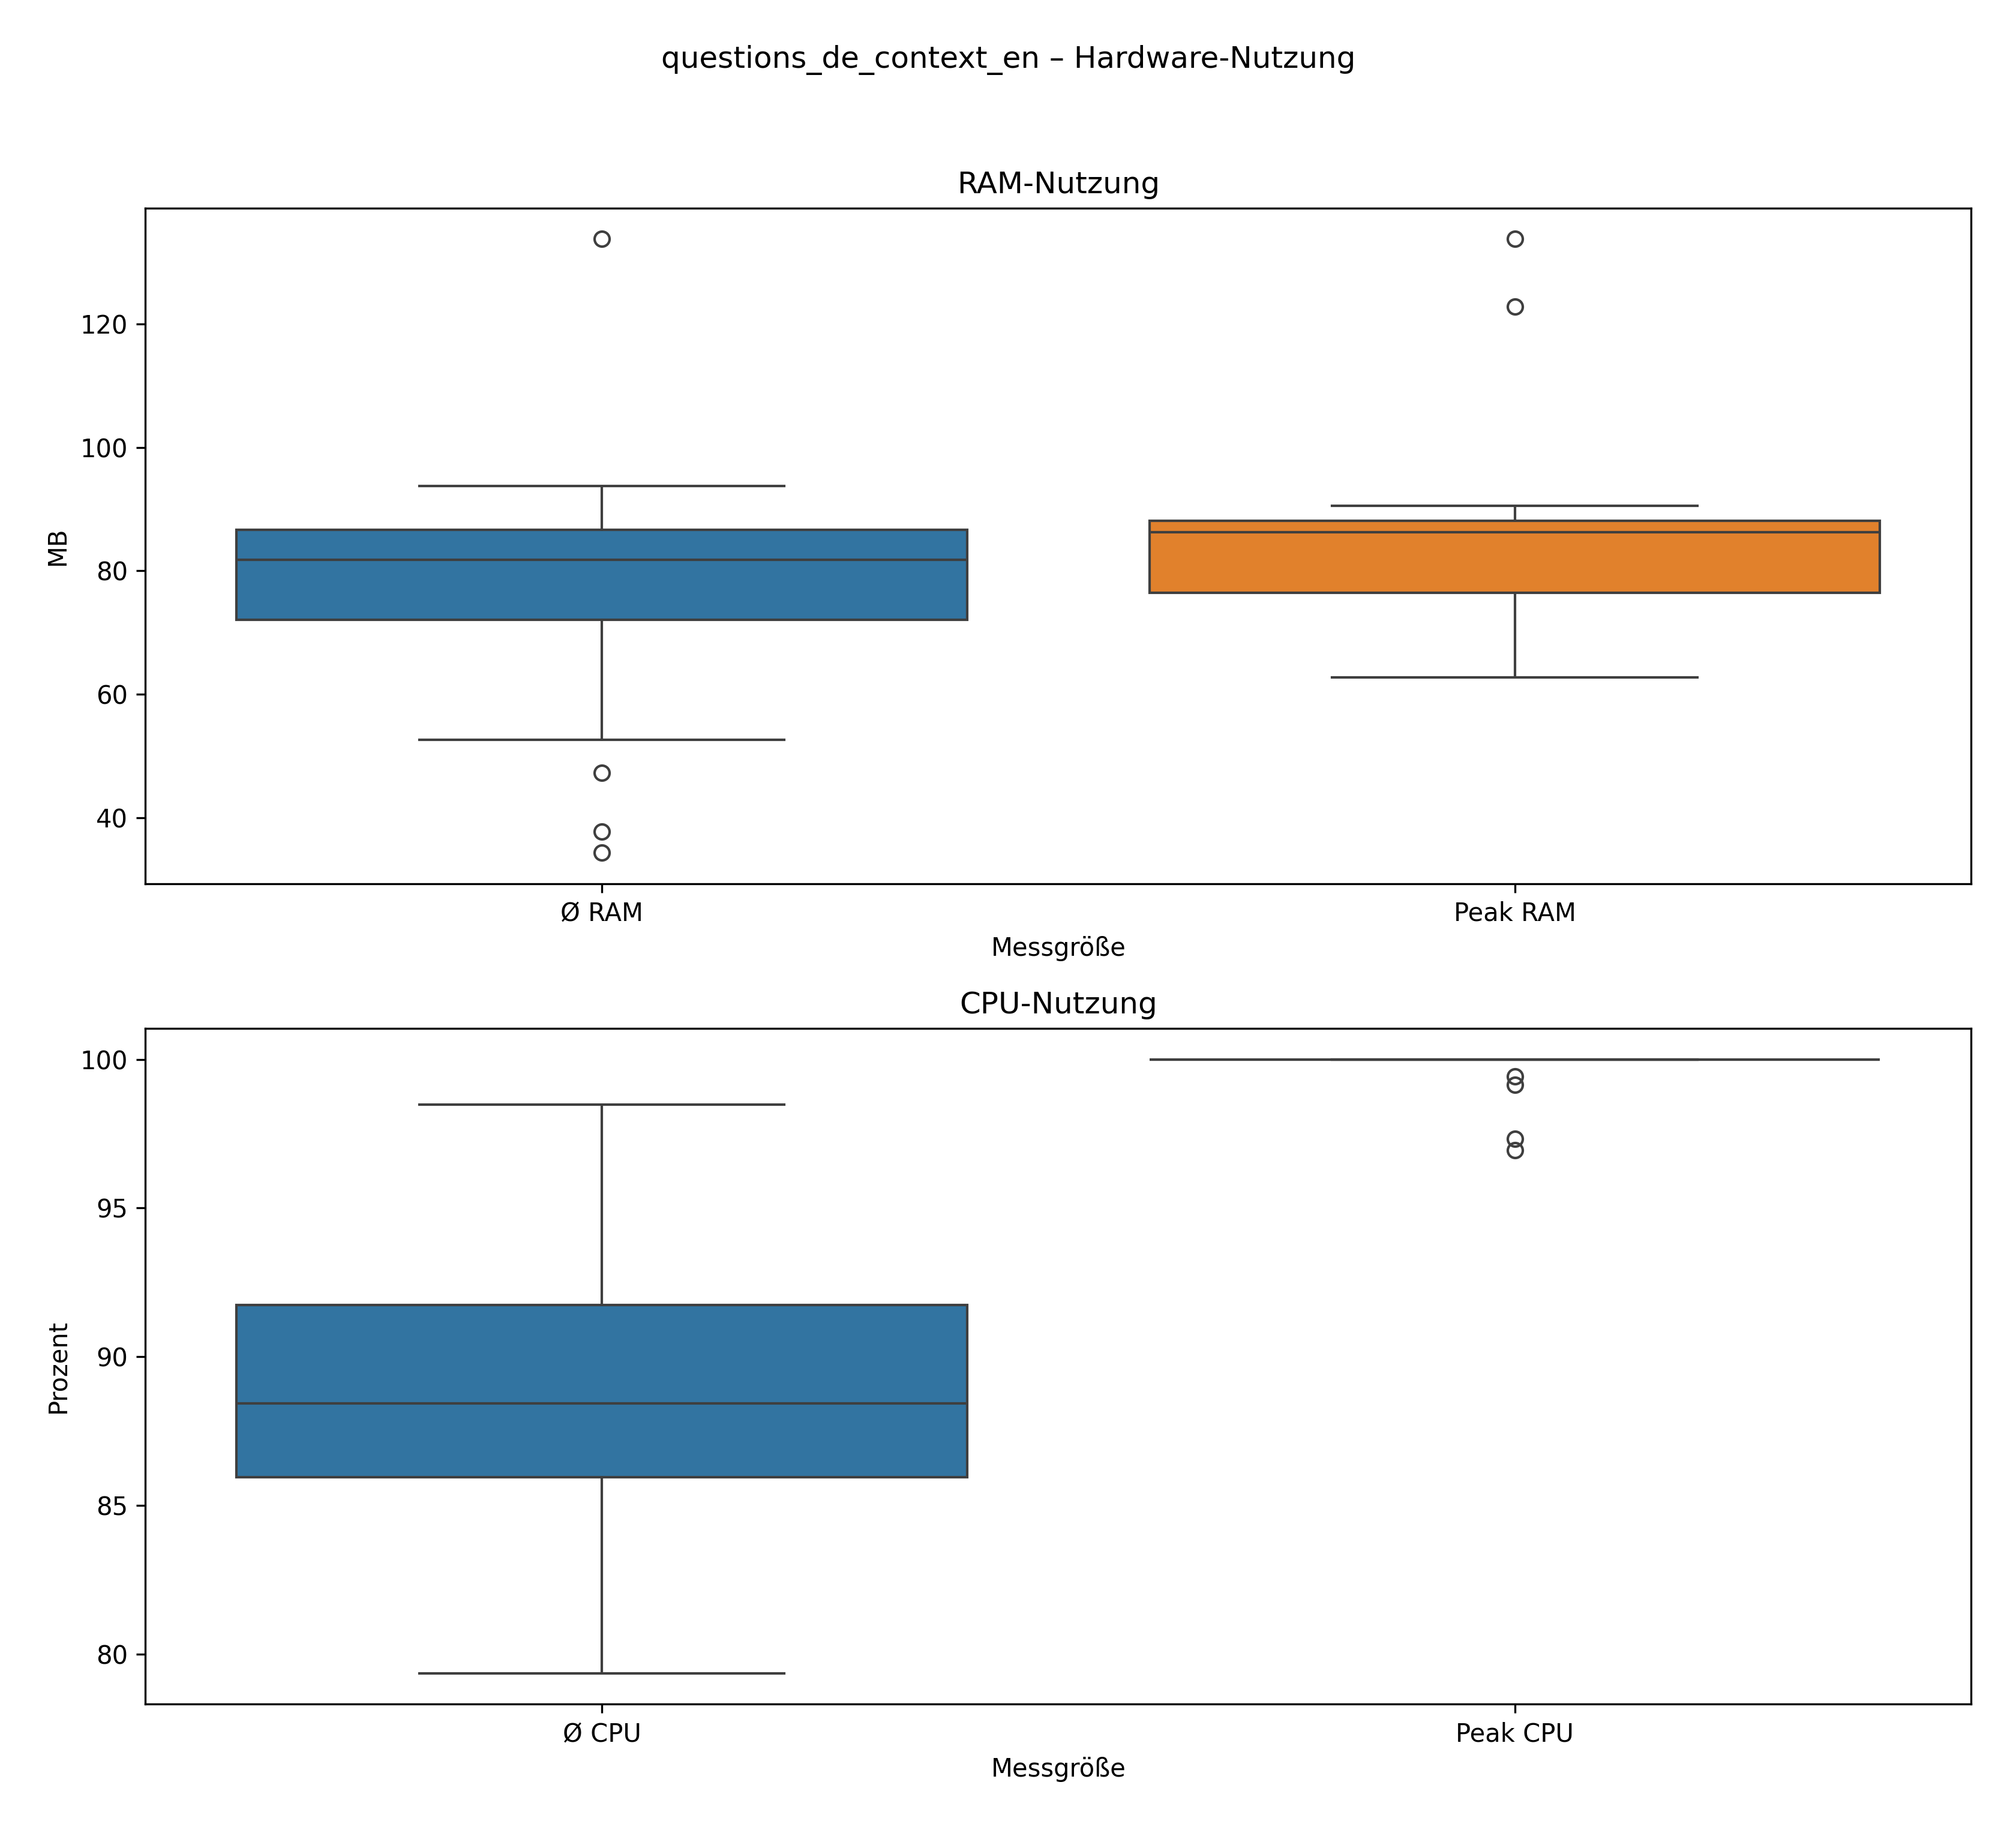 questions_de_context_en – Hardware-Nutzung
RAM-Nutzung
MB
120
100
80
60
40
Ø RAM
Peak RAM
Messgröße
CPU-Nutzung
Prozent
100
95
90
85
80
Ø CPU
Peak CPU
Messgröße